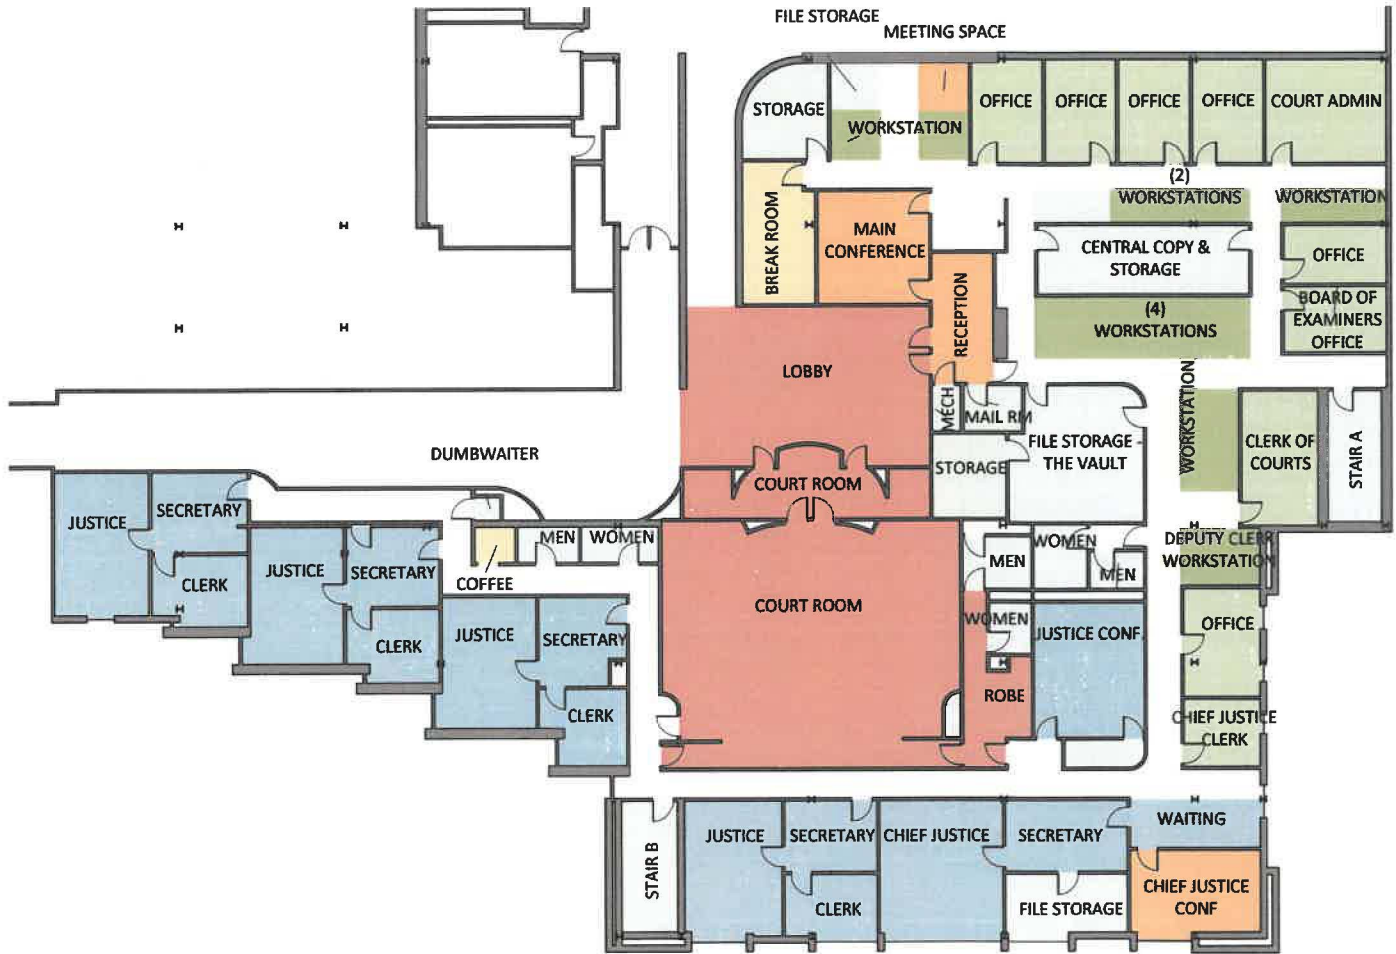 FILE STORAGE
MEETING SPACE
STORAGE
WORKSTATION
OFFICE
OFFICE
OFFICE
OFFICE
COURT ADMIN
(2)
WORKSTATIONS
WORKSTATION
BREAK ROOM
MAIN
CONFERENCE
CENTRAL COPY &
STORAGE
OFFICE
RECEPTION
BOARD OF
EXAMINERS
OFFICE
(4)
WORKSTATIONS
LOBBY
MECH
MAIL RM
WORKSTATION
FILE STORAGE -
THE VAULT
CLERK OF
COURTS
STAIR A
DUMBWAITER
STORAGE
COURT ROOM
JUSTICE
SECRETARY
CLERK
JUSTICE
SECRETARY
CLERK
COFFEE
MEN
WOMEN
MEN
WOMEN
MEN
DEPUTY CLERK
WORKSTATION
JUSTICE
SECRETARY
CLERK
COURT ROOM
WOMEN
JUSTICE CONF.
OFFICE
ROBE
CHIEF JUSTICE
CLERK
STAIR B
JUSTICE
SECRETARY
CLERK
CHIEF JUSTICE
SECRETARY
FILE STORAGE
WAITING
CHIEF JUSTICE
CONF